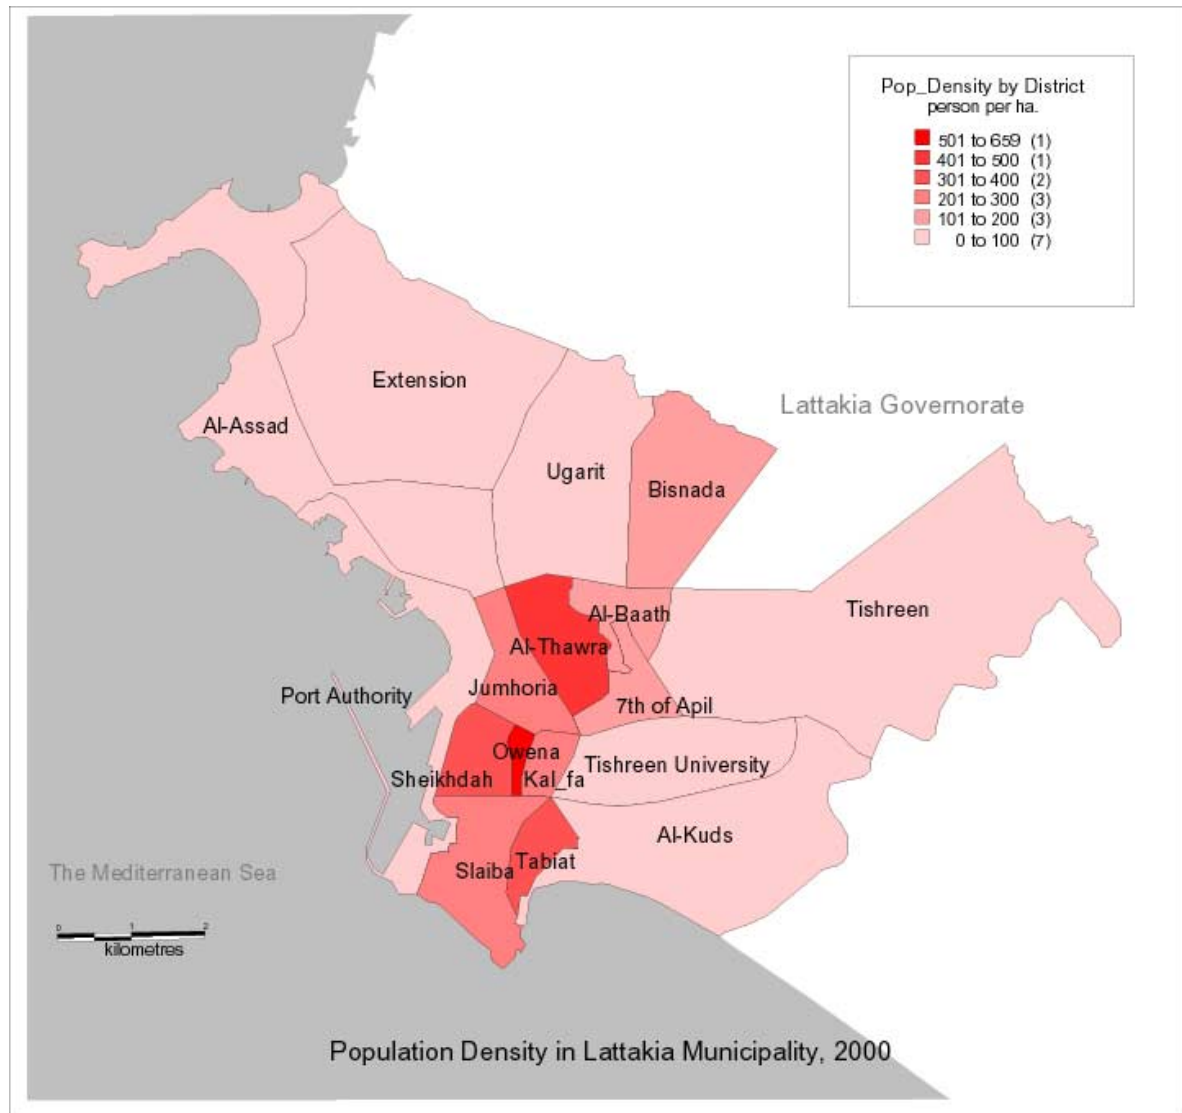 Pop_Density by District
person per ha.
501 to 659 (1)
401 to 500 (1)
301 to 400 (2)
201 to 300 (3)
101 to 200 (3)
0 to 100 (7)
Extension
Lattakia Governorate
Al-Assad
Ugarit
Bisnada
Tishreen
Al-Baath
Al-Thawra
Jumhoria
Port Authority
7th of Apil
Owena
Tishreen University
Sheikhdah
Kal_fa
Al-Kuds
Tabiat
Slaiba
The Mediterranean Sea
0 1 2
kilometres
Population Density in Lattakia Municipality, 2000